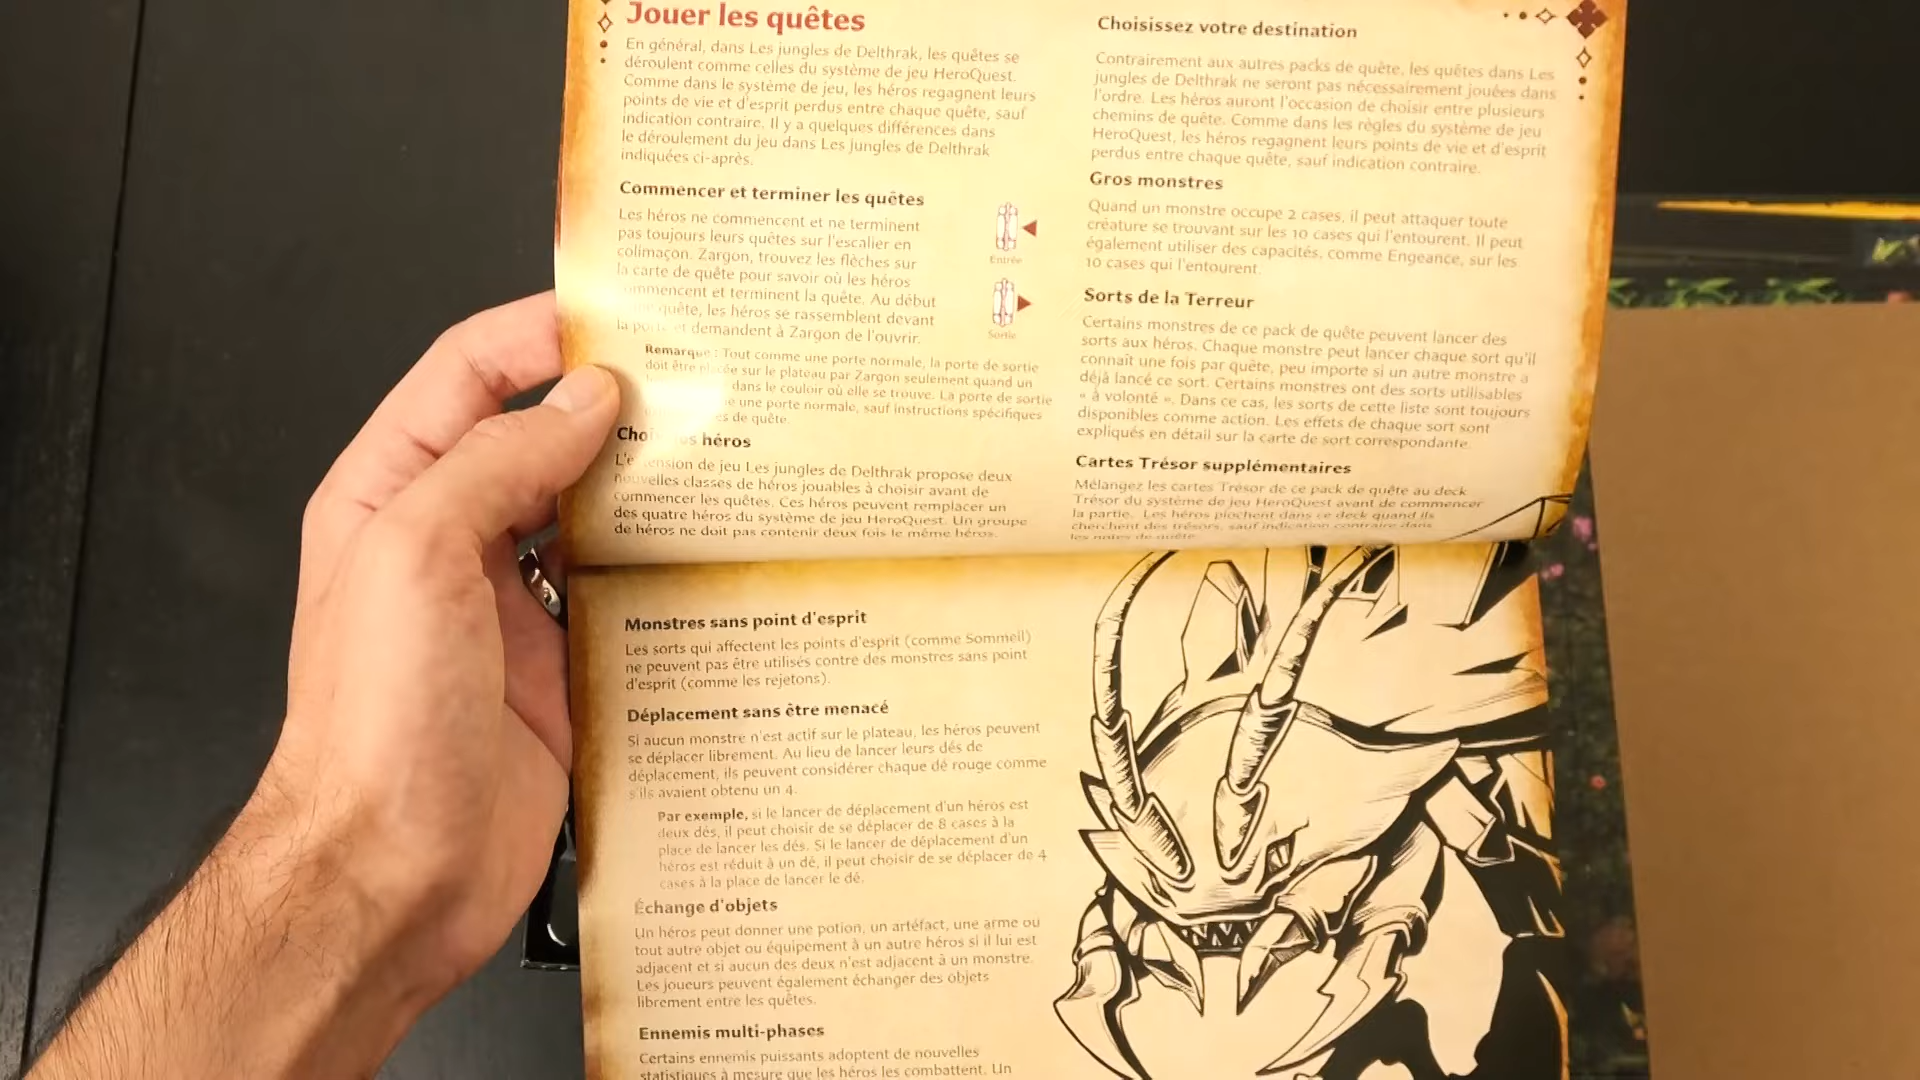 Jouer les quêtes
En général, dans Les jungles de Delthrak, les quêtes se
déroulent comme celles du système de jeu HeroQuest.
Comme dans le système de jeu, les héros regagnent leurs
points de vie et d'esprit perdus entre chaque quête, sauf
indication contraire. Il y a quelques différences dans
le déroulement du jeu dans Les jungles de Delthrak
indiquées ci-après.
Commencer et terminer les quêtes
Les héros ne commencent et ne terminent
pas toujours leurs quêtes sur l'escalier en
colimaçon. Zargon, trouvez les flèches sur
la carte de quête pour savoir où les héros
commencent et terminent la quête. Au début
quête, les héros se rassemblent devant
la porte et demandent à Zargon de l'ouvrir.
Entrée
Sortie
Remarque : Tout comme une porte normale, la porte de sortie
doit être placée sur le plateau par Zargon seulement quand un
dans le couloir où elle se trouve. La porte de sortie
une porte normale, sauf instructions spécifiques
de quête.
héros
L'extension de jeu Les jungles de Delthrak propose deux
nouvelles classes de héros jouables à choisir avant de
commencer les quêtes. Ces héros peuvent remplacer un
des quatre héros du système de jeu HeroQuest. Un groupe
de héros ne doit pas contenir deux fois le même héros.
Choisissez votre destination
Contrairement aux autres packs de quête, les quêtes dans Les
jungles de Delthrak ne seront pas nécessairement jouées dans
l'ordre. Les héros auront l'occasion de choisir entre plusieurs
chemins de quête. Comme dans les règles du système de jeu
HeroQuest, les héros regagnent leurs points de vie et d'esprit
perdus entre chaque quête, sauf indication contraire.
Gros monstres
Quand un monstre occupe 2 cases, il peut attaquer toute
créature se trouvant sur les 10 cases qui l'entourent. Il peut
également utiliser des capacités, comme Engeance, sur les
10 cases qui l'entourent.
Sorts de la Terreur
Certains monstres de ce pack de quête peuvent lancer des
sorts aux héros. Chaque monstre peut lancer chaque sort qu'il
connaît une fois par quête, peu importe si un autre monstre a
déjà lancé ce sort. Certains monstres ont des sorts utilisables
« à volonté ». Dans ce cas, les sorts de cette liste sont toujours
disponibles comme action. Les effets de chaque sort sont
expliqués en détail sur la carte de sort correspondante.
Cartes Trésor supplémentaires
Mélangez les cartes Trésor de ce pack de quête au deck
Trésor du système de jeu HeroQuest avant de commencer
la partie. Les héros piochent dans ce deck quand ils
cherchent des trésors, sauf indication contraire dans
les notes de quête.
Monstres sans point d'esprit
Les sorts qui affectent les points d'esprit (comme Sommeil)
ne peuvent pas être utilisés contre des monstres sans point
d'esprit (comme les rejetons).
Déplacement sans être menacé
Si aucun monstre n'est actif sur le plateau, les héros peuvent
se déplacer librement. Au lieu de lancer leurs dés de
déplacement, ils peuvent considérer chaque dé rouge comme
s'ils avaient obtenu un 4.
Par exemple, si le lancer de déplacement d'un héros est
deux dés, il peut choisir de se déplacer de 8 cases à la
place de lancer les dés. Si le lancer de déplacement d'un
héros est réduit à un dé, il peut choisir de se déplacer de 4
cases à la place de lancer le dé.
Échange d'objets
Un héros peut donner une potion, un artéfact, une arme ou
tout autre objet ou équipement à un autre héros si il lui est
adjacent et si aucun des deux n'est adjacent à un monstre.
Les joueurs peuvent également échanger des objets
librement entre les quêtes.
Ennemis multi-phases
Certains ennemis puissants adoptent de nouvelles
statistiques à mesure que les héros les combattent. Un